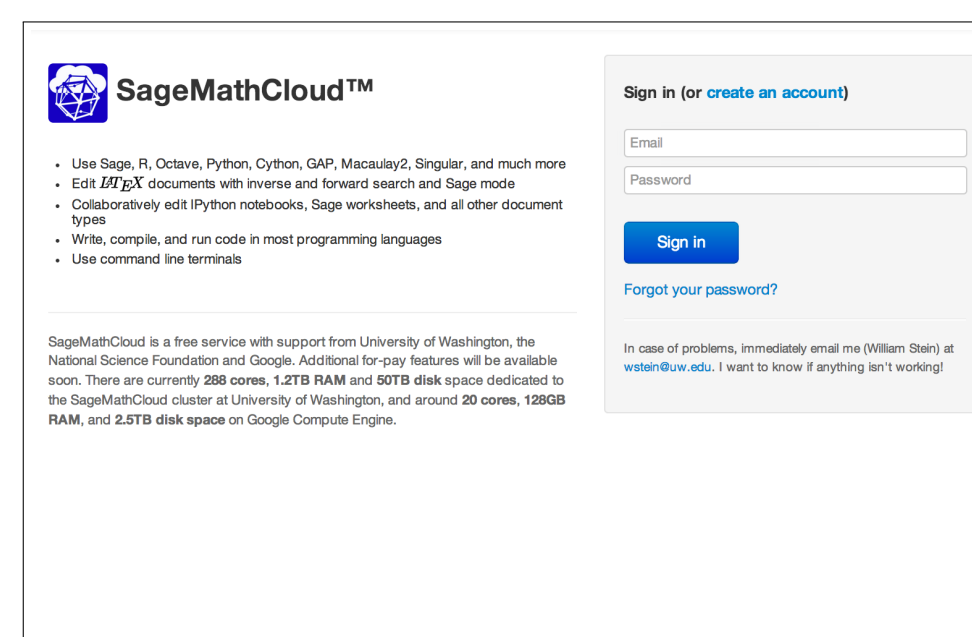 SageMathCloud™
• Use Sage, R, Octave, Python, Cython, GAP, Macaulay2, Singular, and much more
• Edit LATEX documents with inverse and forward search and Sage mode
• Collaboratively edit IPython notebooks, Sage worksheets, and all other document
types
• Write, compile, and run code in most programming languages
• Use command line terminals
SageMathCloud is a free service with support from University of Washington, the
National Science Foundation and Google. Additional for-pay features will be available
soon. There are currently 288 cores, 1.2TB RAM and 50TB disk space dedicated to
the SageMathCloud cluster at University of Washington, and around 20 cores, 128GB
RAM, and 2.5TB disk space on Google Compute Engine.
Sign in (or create an account)
Email
Password
Sign in
Forgot your password?
In case of problems, immediately email me (William Stein) at
wstein@uw.edu. I want to know if anything isn't working!